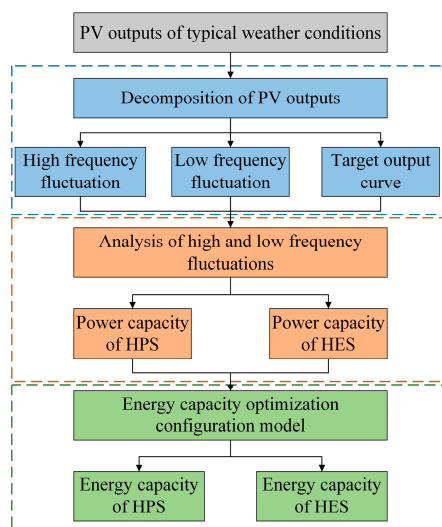 PV outputs of typical weather conditions
Decomposition of PV outputs
High frequency
fluctuation
Low frequency
fluctuation
Target output
curve
Analysis of high and low frequency
fluctuations
Power capacity
of HPS
Power capacity
of HES
Energy capacity optimization
configuration model
Energy capacity
of HPS
Energy capacity
of HES